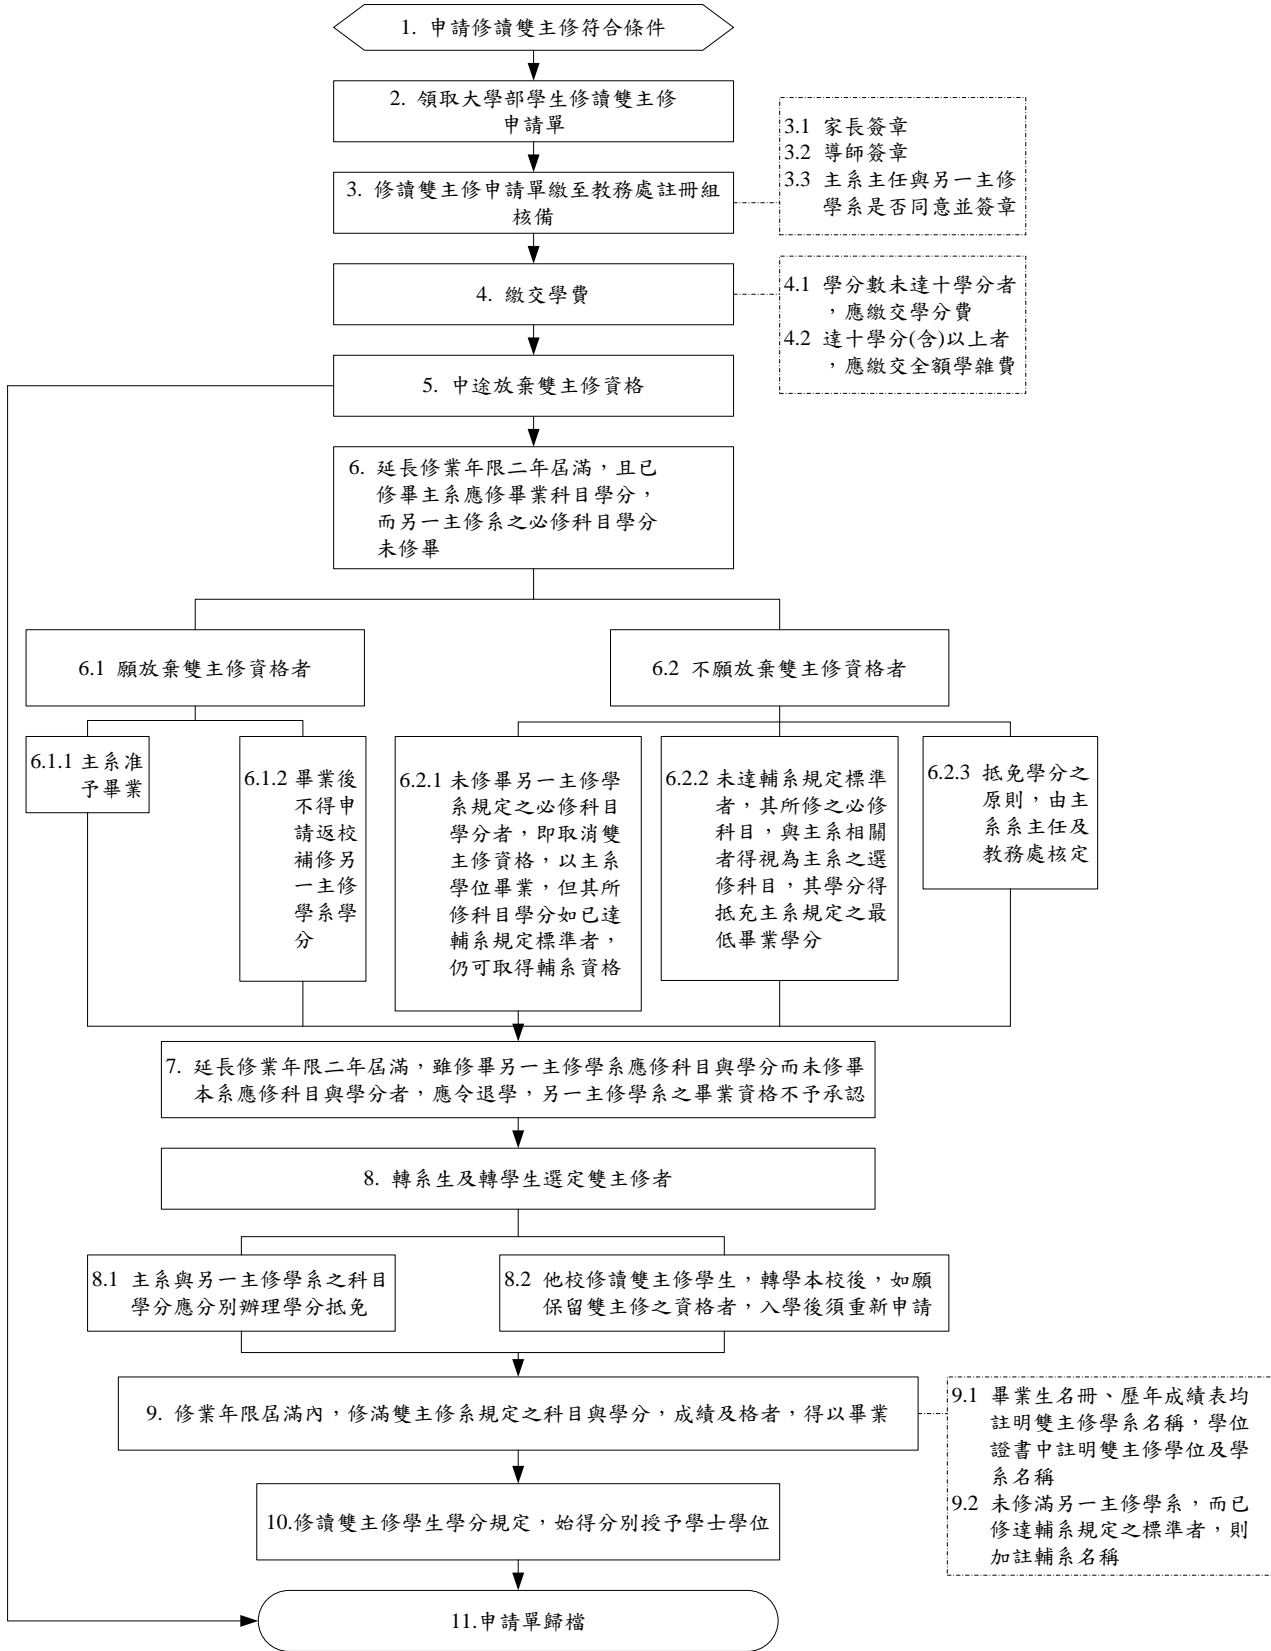 1. 申請修讀雙主修符合條件
2. 領取大學部學生修讀雙主修
申請單
3. 修讀雙主修申請單繳至教務處註冊組
核備
3.1 家長簽章
3.2 導師簽章
3.3 主系主任與另一主修
學系是否同意並簽章
4. 繳交學費
4.1 學分數未達十學分者
，應繳交學分費
4.2 達十學分(含)以上者
，應繳交全額學雜費
5. 中途放棄雙主修資格
6. 延長修業年限二年屆滿，且已
修畢主系應修畢業科目學分，
而另一主修系之必修科目學分
未修畢
6.1 願放棄雙主修資格者
6.2 不願放棄雙主修資格者
6.1.1 主系准
予畢業
6.1.2 畢業後
不得申
請返校
補修另
一主修
學系學
分
6.2.1 未修畢另一主修學
系規定之必修科目
學分者，即取消雙
主修資格，以主系
學位畢業，但其所
修科目學分如已達
輔系規定標準者，
仍可取得輔系資格
6.2.2 未達輔系規定標準
者，其所修之必修
科目，與主系相關
者得視為主系之選
修科目，其學分得
抵充主系規定之最
低畢業學分
6.2.3 抵免學分之
原則，由主
系系主任及
教務處核定
7. 延長修業年限二年屆滿，雖修畢另一主修學系應修科目與學分而未修畢
本系應修科目與學分者，應令退學，另一主修學系之畢業資格不予承認
8. 轉系生及轉學生選定雙主修者
8.1 主系與另一主修學系之科目
學分應分別辦理學分抵免
8.2 他校修讀雙主修學生，轉學本校後，如願
保留雙主修之資格者，入學後須重新申請
9. 修業年限屆滿內，修滿雙主修系規定之科目與學分，成績及格者，得以畢業
9.1 畢業生名冊、歷年成績表均
註明雙主修學系名稱，學位
證書中註明雙主修學位及學
系名稱
9.2 未修滿另一主修學系，而已
修達輔系規定之標準者，則
加註輔系名稱
10.修讀雙主修學生學分規定，始得分別授予學士學位
11.申請單歸檔